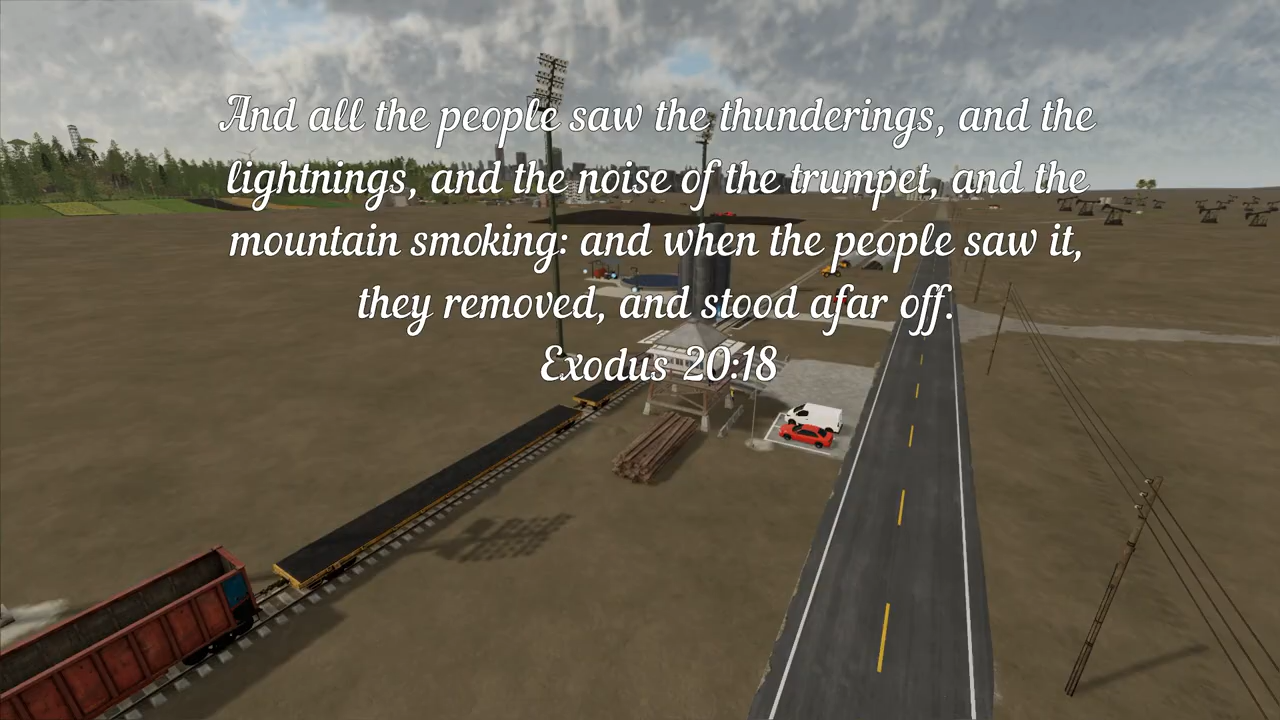 And all the people saw the thunderings, and the
lightnings, and the noise of the trumpet, and the
mountain smoking: and when the people saw it,
they removed, and stood afar off.
Exodus 20:18